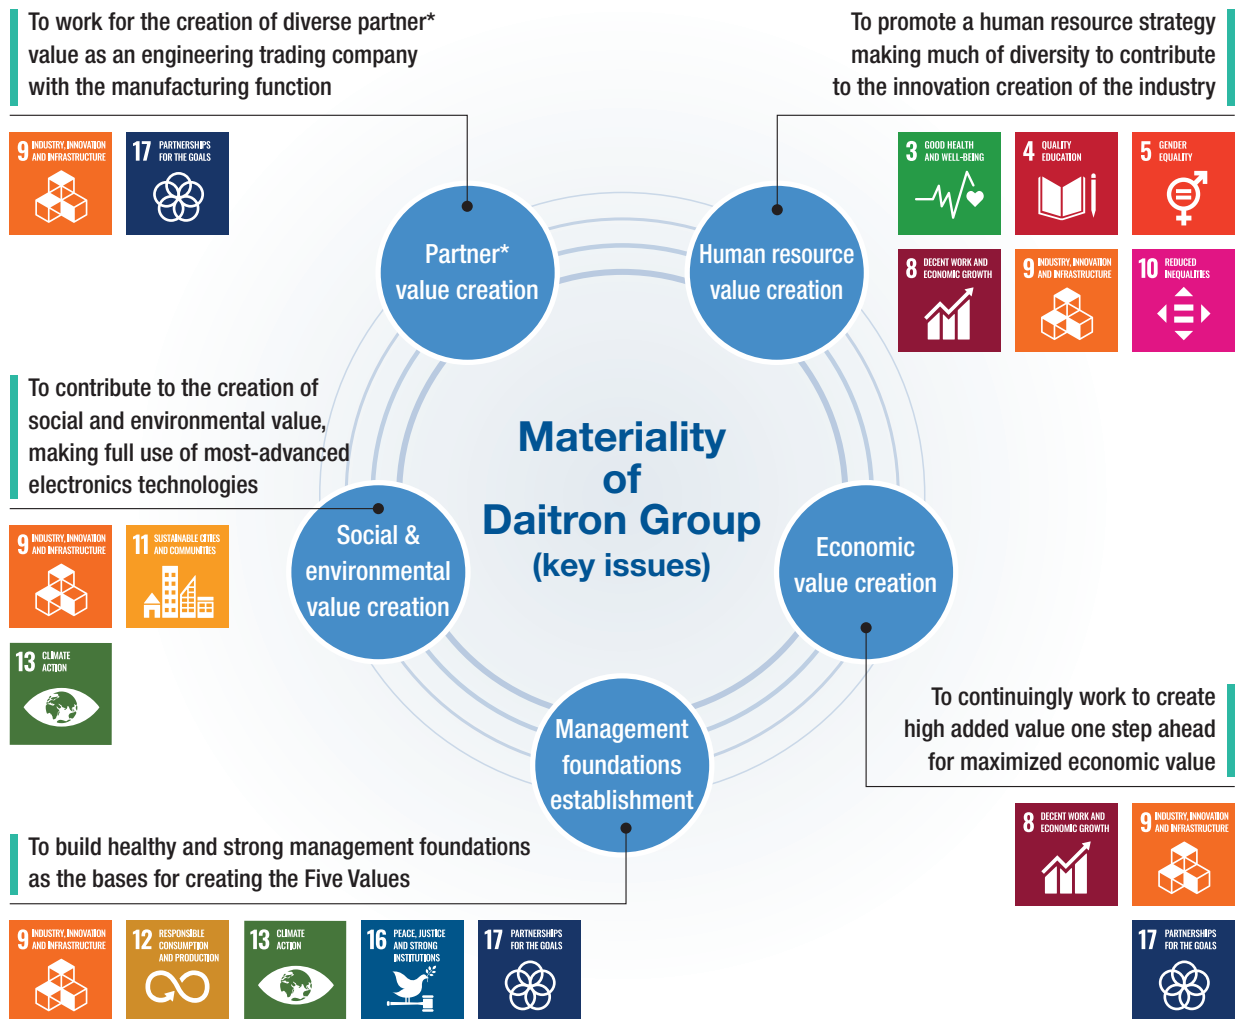 To work for the creation of diverse partner*
value as an engineering trading company
with the manufacturing function
9 INDUSTRY, INNOVATION
AND INFRASTRUCTURE
17 PARTNERSHIPS
FOR THE GOALS
To promote a human resource strategy
making much of diversity to contribute
to the innovation creation of the industry
3 GOOD HEALTH
AND WELL-BEING
4 QUALITY
EDUCATION
5 GENDER
EQUALITY
8 DECENT WORK AND
ECONOMIC GROWTH
9 INDUSTRY, INNOVATION
AND INFRASTRUCTURE
10 REDUCED
INEQUALITIES
Partner*
value creation
Human resource
value creation
To contribute to the creation of
social and environmental value,
making full use of most-advanced
electronics technologies
9 INDUSTRY, INNOVATION
AND INFRASTRUCTURE
11 SUSTAINABLE CITIES
AND COMMUNITIES
13 CLIMATE
ACTION
Materiality
of
Daitron Group
(key issues)
Social &
environmental
value creation
Economic
value creation
Management
foundations
establishment
To continuingly work to create
high added value one step ahead
for maximized economic value
8 DECENT WORK AND
ECONOMIC GROWTH
9 INDUSTRY, INNOVATION
AND INFRASTRUCTURE
17 PARTNERSHIPS
FOR THE GOALS
To build healthy and strong management foundations
as the bases for creating the Five Values
9 INDUSTRY, INNOVATION
AND INFRASTRUCTURE
12 RESPONSIBLE
CONSUMPTION
AND PRODUCTION
13 CLIMATE
ACTION
16 PEACE, JUSTICE
AND STRONG
INSTITUTIONS
17 PARTNERSHIPS
FOR THE GOALS